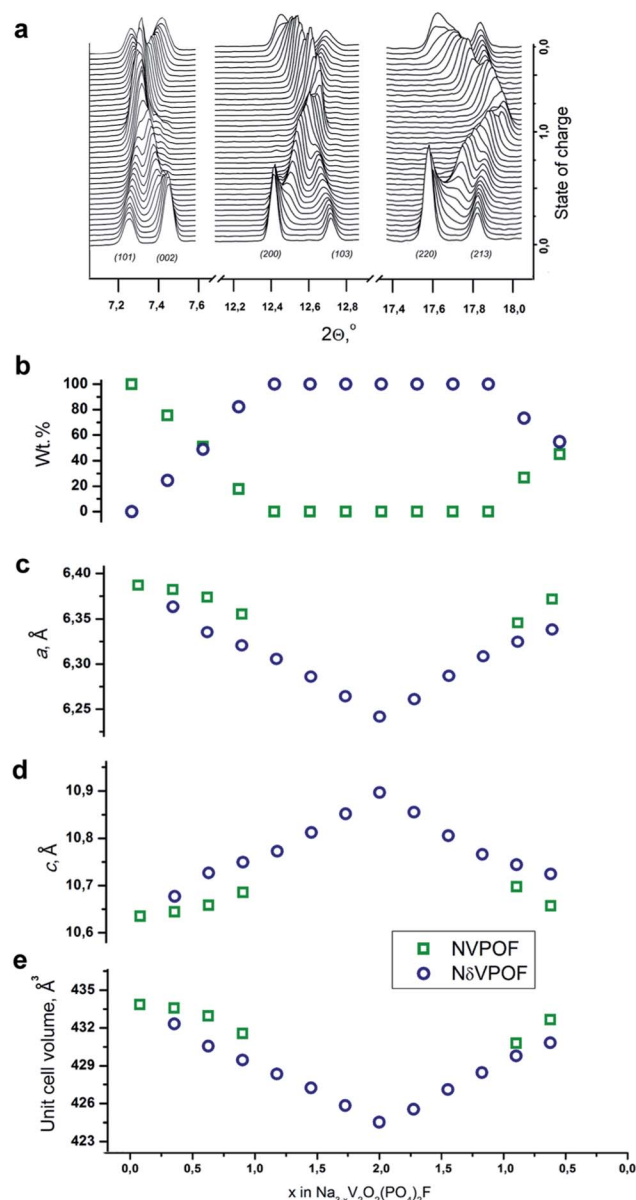 a
0,0
1,0
0,0
State of charge
(101) (002) (200) (103) (220) (213)
7,2 7,4 7,6 12,2 12,4 12,6 12,8 17,4 17,6 17,8 18,0
2Θ,°
b
100
80
60
40
20
0
Wt.%
c
6,40
6,35
6,30
6,25
a, Å
d
10,9
10,8
10,7
10,6
c, Å
NVPOF
NδVPOF
e
435
432
429
426
423
Unit cell volume, Å³
0,0 0,5 1,0 1,5 2,0 1,5 1,0 0,5 0,0
x in Na₃₋ₓV₂O₂(PO₄)₂F